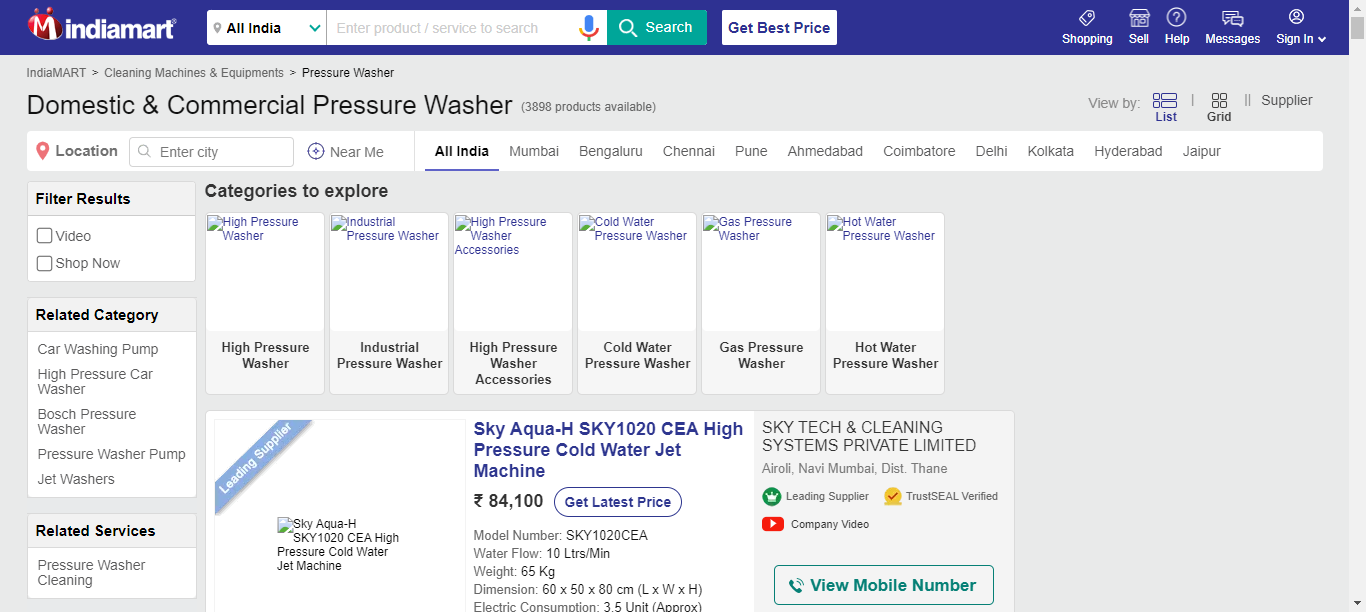 indiamart
All India
Enter product / service to search
Search
Get Best Price
Shopping
Sell
Help
Messages
Sign In
IndiaMART > Cleaning Machines & Equipments > Pressure Washer
Domestic & Commercial Pressure Washer (3898 products available)
View by:
List
Grid
Supplier
Location
Enter city
Near Me
All India
Mumbai
Bengaluru
Chennai
Pune
Ahmedabad
Coimbatore
Delhi
Kolkata
Hyderabad
Jaipur
Filter Results
Video
Shop Now
Related Category
Car Washing Pump
High Pressure Car
Washer
Bosch Pressure
Washer
Pressure Washer Pump
Jet Washers
Related Services
Pressure Washer
Cleaning
Categories to explore
High Pressure
Washer
High Pressure
Washer
Industrial
Pressure Washer
Industrial
Pressure Washer
High Pressure
Washer
Accessories
High Pressure
Washer
Accessories
Cold Water
Pressure Washer
Cold Water
Pressure Washer
Gas Pressure
Washer
Gas Pressure
Washer
Hot Water
Pressure Washer
Hot Water
Pressure Washer
Leading Supplier
Sky Aqua-H
SKY1020 CEA High
Pressure Cold Water
Jet Machine
Sky Aqua-H SKY1020 CEA High
Pressure Cold Water Jet
Machine
₹ 84,100
Get Latest Price
Model Number: SKY1020CEA
Water Flow: 10 Ltrs/Min
Weight: 65 Kg
Dimension: 60 x 50 x 80 cm (L x W x H)
Electric Consumption: 3.5 Unit (Approx)
SKY TECH & CLEANING
SYSTEMS PRIVATE LIMITED
Airoli, Navi Mumbai, Dist. Thane
Leading Supplier
TrustSEAL Verified
Company Video
View Mobile Number